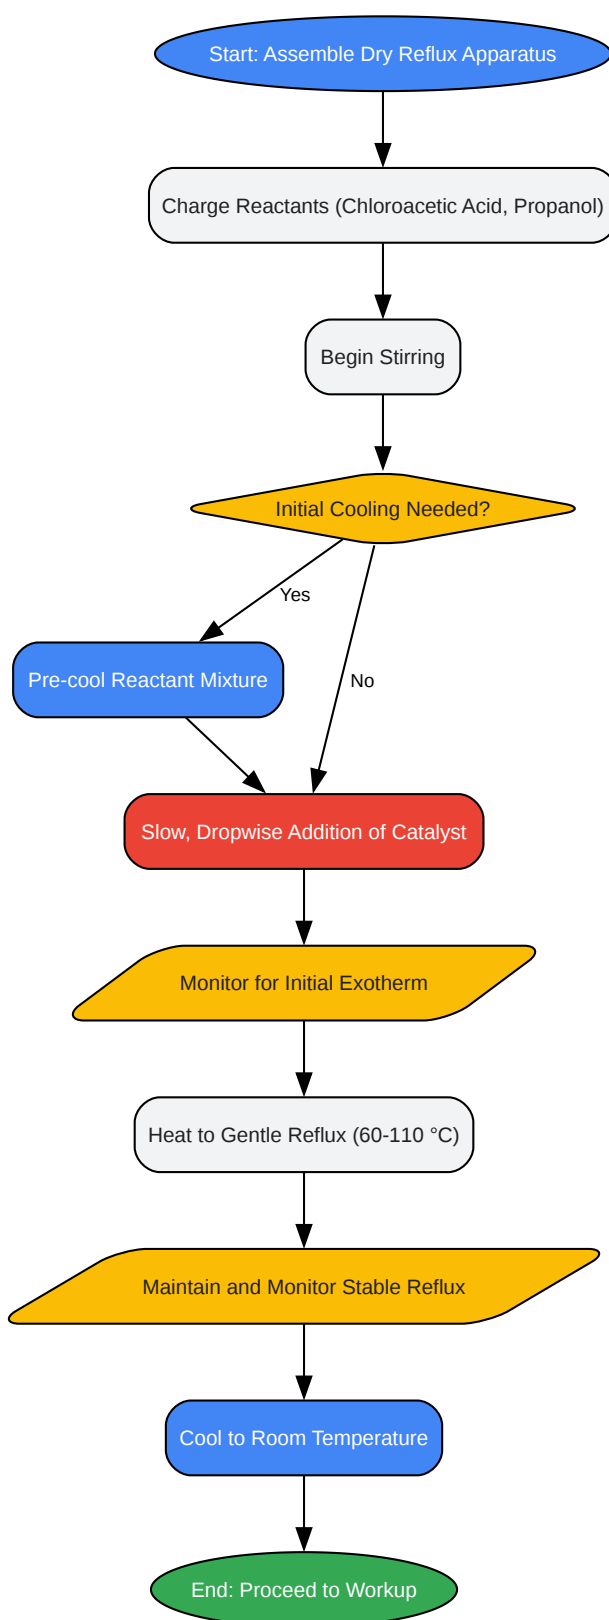 Start: Assemble Dry Reflux Apparatus
Charge Reactants (Chloroacetic Acid, Propanol)
Begin Stirring
Initial Cooling Needed?
Yes
Pre-cool Reactant Mixture
No
Slow, Dropwise Addition of Catalyst
Monitor for Initial Exotherm
Heat to Gentle Reflux (60-110 °C)
Maintain and Monitor Stable Reflux
Cool to Room Temperature
End: Proceed to Workup